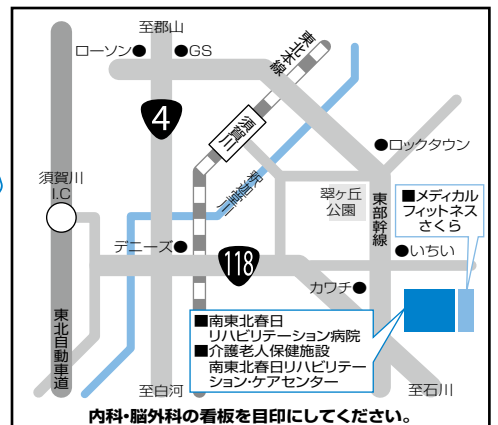 至郡山
ローソン●
●GS
東北本線
4
須賀川
●ロックタウン
須賀川
I.C
釈迦堂川
翠ヶ丘
公園
東部幹線
■メディカル
フィットネス
さくら
デニーズ●
118
●いちい
カワチ●
東北自動車道
■南東北春日
リハビリテーション病院
■介護老人保健施設
南東北春日リハビリテー
ション・ケアセンター
至白河
至石川
内科・脳外科の看板を目印にしてください。